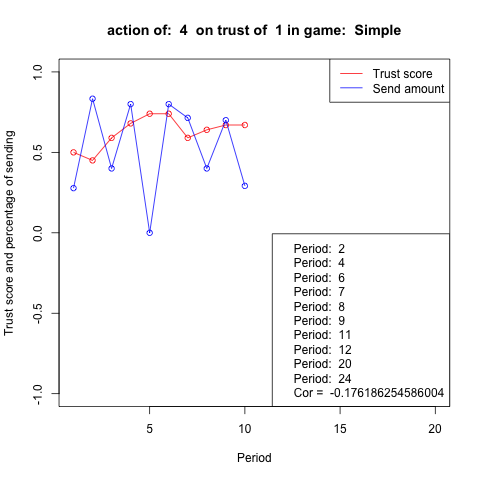 action of:  4  on trust of  1 in game:  Simple
Trust score
Send amount
Trust score and percentage of sending
1.0
0.5
0.0
-0.5
-1.0
Period:  2
Period:  4
Period:  6
Period:  7
Period:  8
Period:  9
Period:  11
Period:  12
Period:  20
Period:  24
Cor =  -0.176186254586004
5
10
15
20
Period